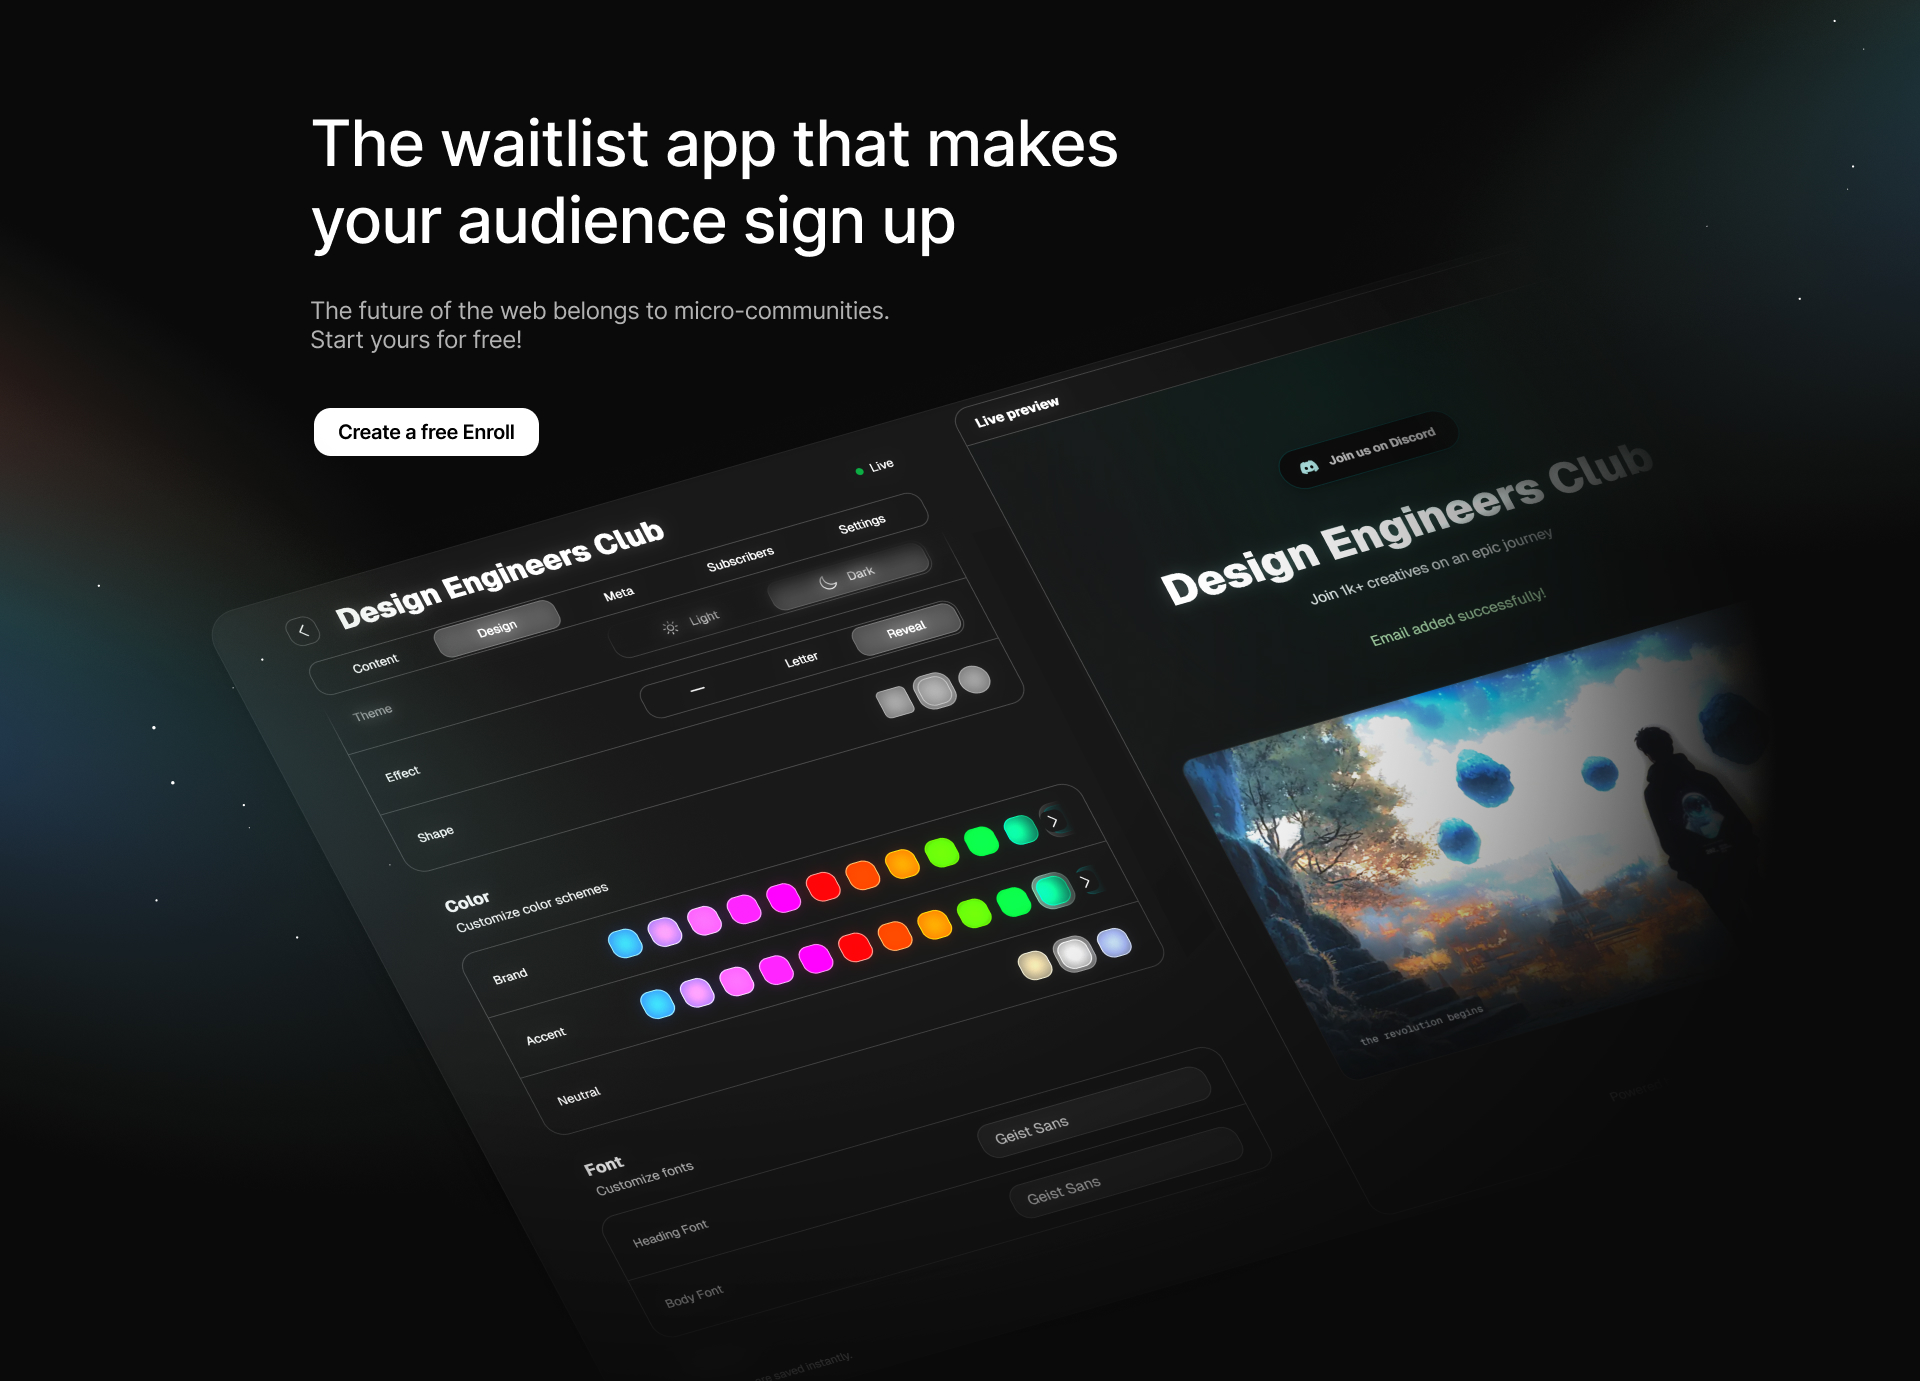 The waitlist app that makes
your audience sign up
The future of the web belongs to micro-communities.
Start yours for free!
Create a free Enroll
Live
Design Engineers Club
Content
Design
Meta
Subscribers
Settings
Theme
Light
Dark
Effect
Letter
Reveal
Shape
Color
Customize color schemes
Brand
Accent
Neutral
Font
Customize fonts
Heading Font
Geist Sans
Body Font
Geist Sans
saved instantly.
Live preview
Join us on Discord
Design Engineers Club
Join 1k+ creatives on an epic journey
Email added successfully!
the revolution begins